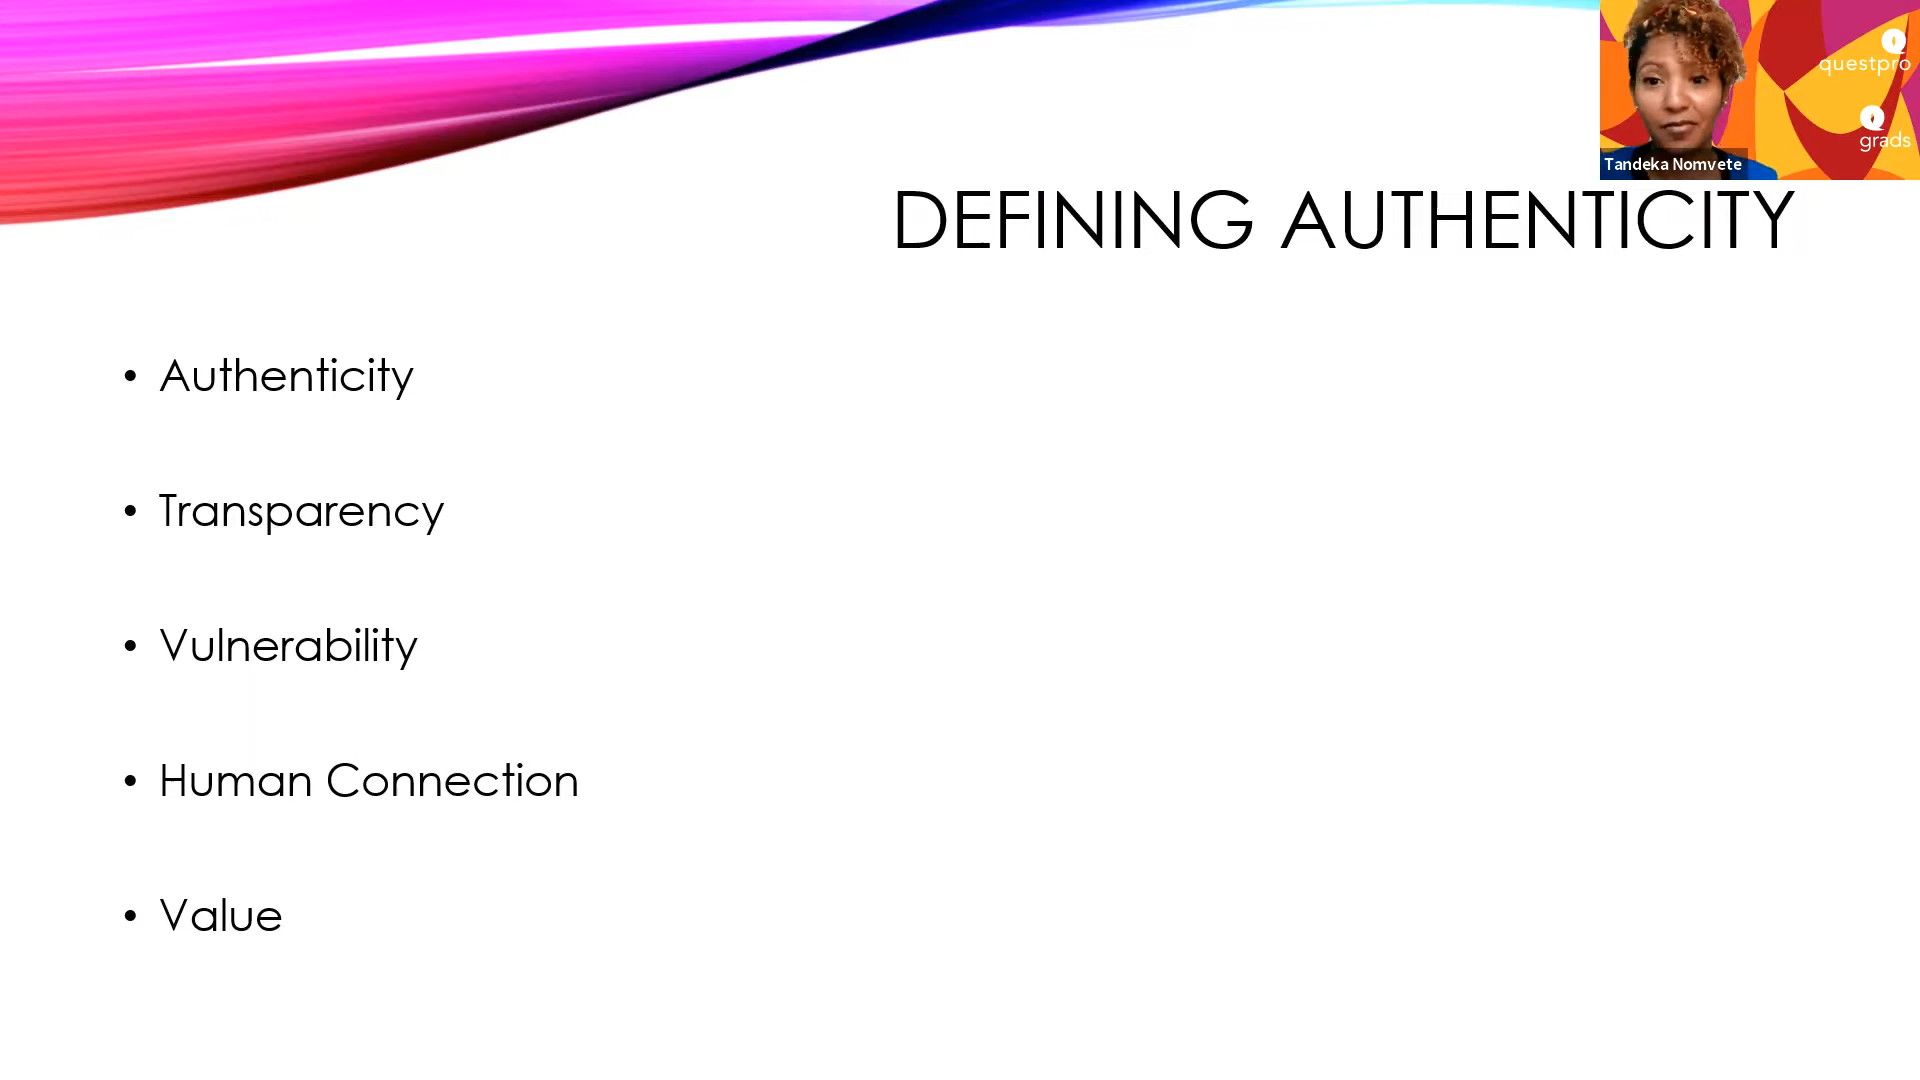 questpro
grads
Tandeka Nomvete
DEFINING AUTHENTICITY
• Authenticity
• Transparency
• Vulnerability
• Human Connection
• Value